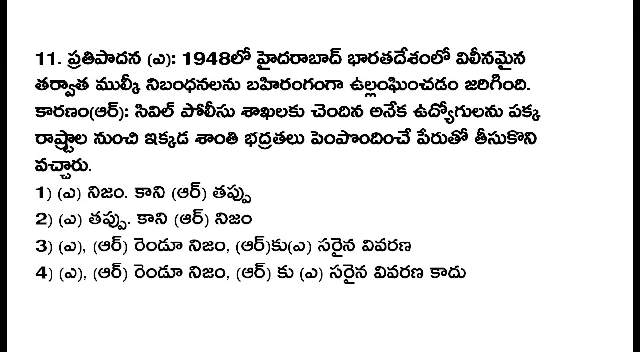 11. ప్రతిపాదన (ఎ): 1948లో హైదరాబాద్ భారతదేశంలో విలీనమైన
తర్వాత ముల్కీ నిబంధనలను బహిరంగంగా ఉల్లంఘించడం జరిగింది.
కారణం(ఆర్): సివిల్ పోలీసు శాఖలకు చెందిన అనేక ఉద్యోగులను పక్క
రాష్ట్రాల నుంచి ఇక్కడ శాంతి భద్రతలు పెంపొందించే పేరుతో తీసుకొని
వచ్చారు.
1) (ఎ) నిజం. కాని (ఆర్) తప్పు
2) (ఎ) తప్పు. కాని (ఆర్) నిజం
3) (ఎ), (ఆర్) రెండూ నిజం, (ఆర్)కు(ఎ) సరైన వివరణ
4) (ఎ), (ఆర్) రెండూ నిజం, (ఆర్) కు (ఎ) సరైన వివరణ కాదు